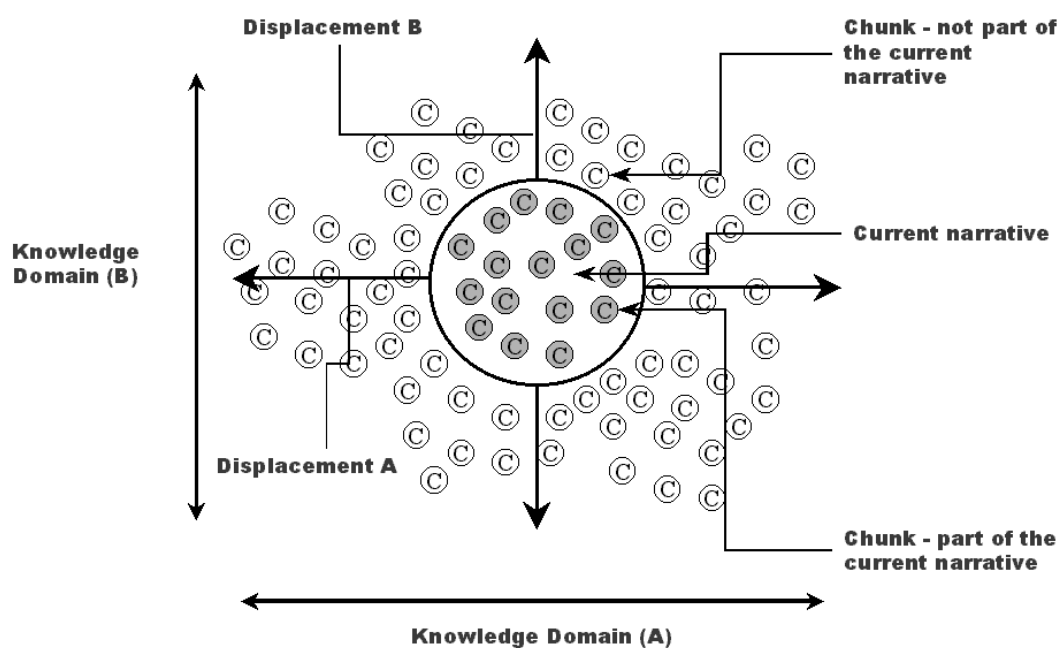 Displacement B
Chunk - not part of
the current
narrative
C C
C C
C C C C
C C C C
C C C C
C C C C C C
C C C C C C C
C C C C C C C
C C C C C C
C C C C C C
C C C C C C
C C C C C C
C C C C C C
C C C C C C
C C C C C C
C C C C C
C C C C C
C C C C
Knowledge
Domain (B)
Current narrative
Displacement A
Chunk - part of the
current narrative
Knowledge Domain (A)